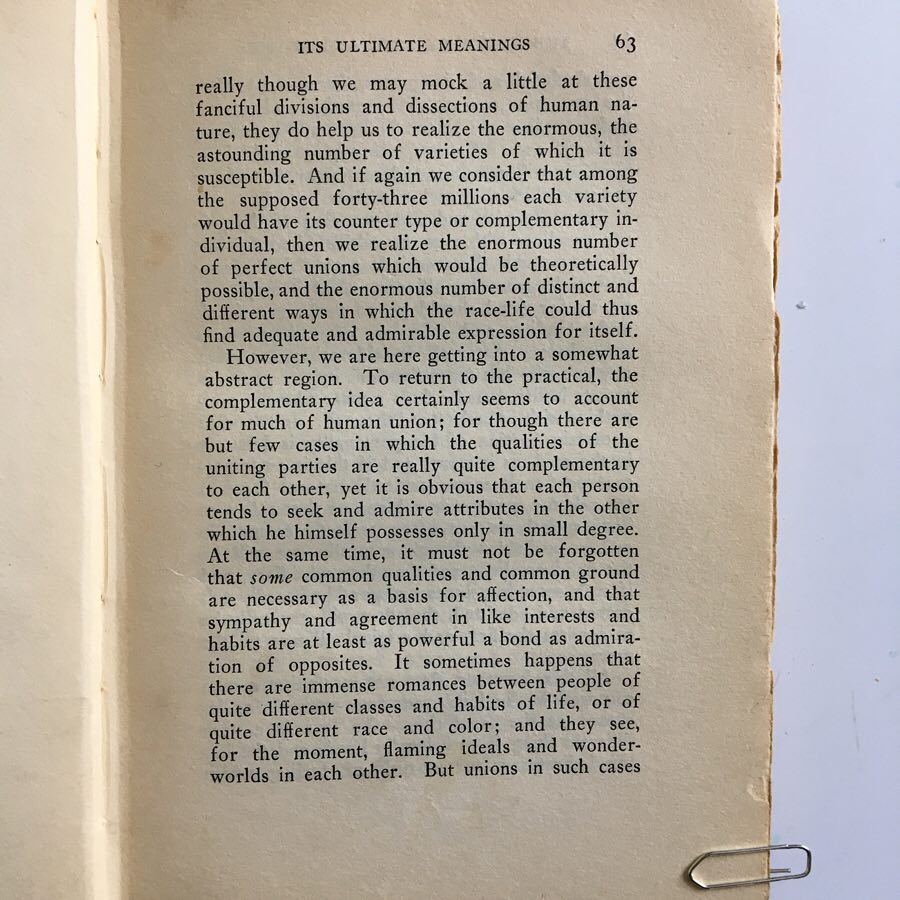 ITS ULTIMATE MEANINGS 63
really though we may mock a little at these
fanciful divisions and dissections of human na-
ture, they do help us to realize the enormous, the
astounding number of varieties of which it is
susceptible. And if again we consider that among
the supposed forty-three millions each variety
would have its counter type or complementary in-
dividual, then we realize the enormous number
of perfect unions which would be theoretically
possible, and the enormous number of distinct and
different ways in which the race-life could thus
find adequate and admirable expression for itself.
However, we are here getting into a somewhat
abstract region. To return to the practical, the
complementary idea certainly seems to account
for much of human union; for though there are
but few cases in which the qualities of the
uniting parties are really quite complementary
to each other, yet it is obvious that each person
tends to seek and admire attributes in the other
which he himself possesses only in small degree.
At the same time, it must not be forgotten
that some common qualities and common ground
are necessary as a basis for affection, and that
sympathy and agreement in like interests and
habits are at least as powerful a bond as admira-
tion of opposites. It sometimes happens that
there are immense romances between people of
quite different classes and habits of life, or of
quite different race and color; and they see,
for the moment, flaming ideals and wonder-
worlds in each other. But unions in such cases